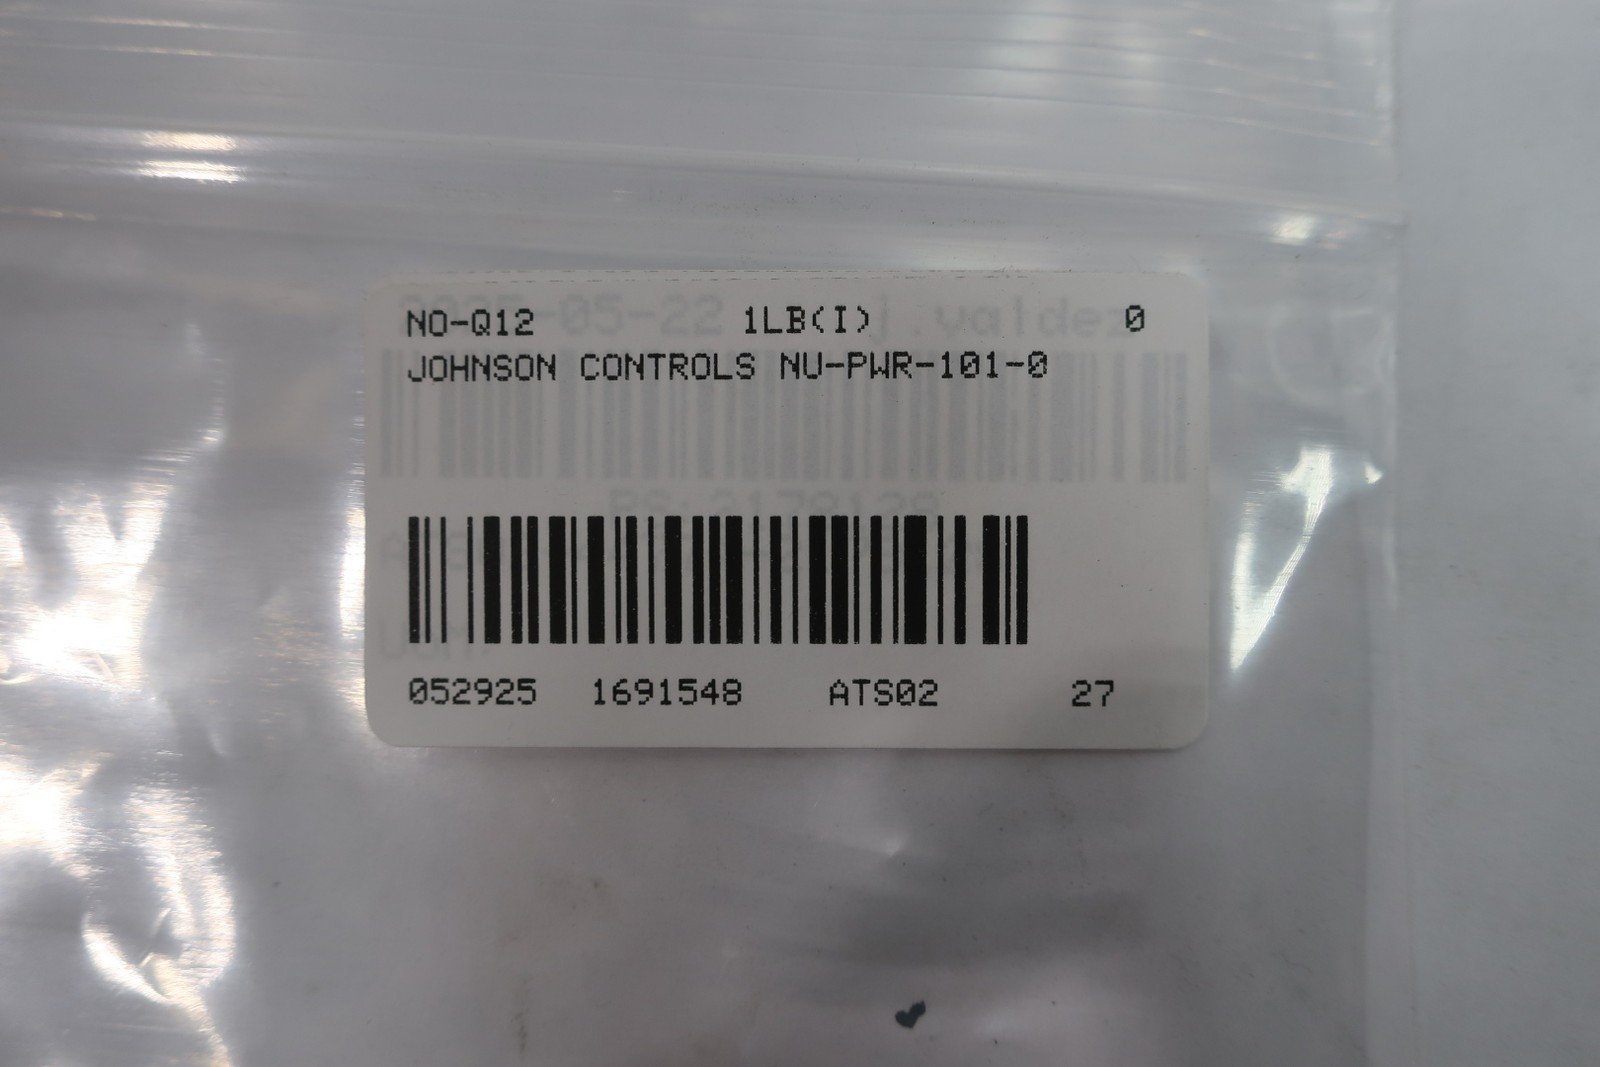 NO-Q12 1LB(I) 0
JOHNSON CONTROLS NU-PWR-101-0
052925 1691548 ATS02 27